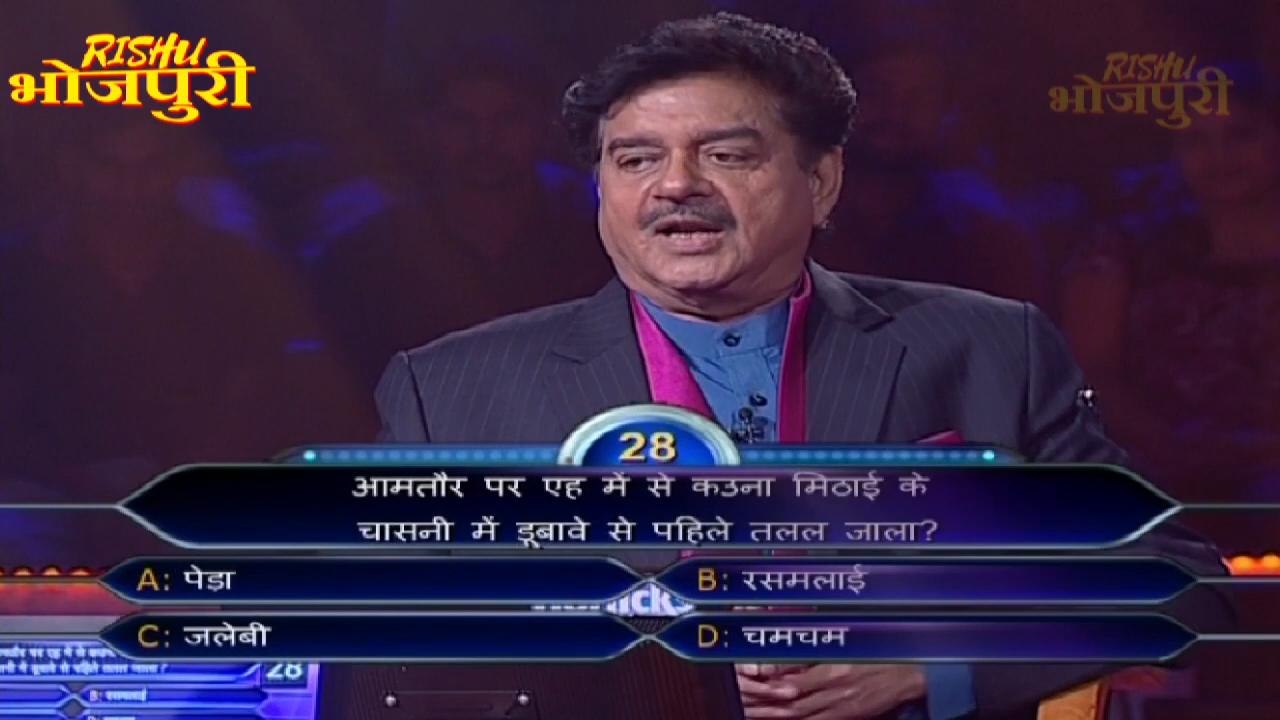 RISHU
भोजपुरी
RISHU
भोजपुरी
28
आमतौर पर एह में से कउना मिठाई के
चासनी में डूबावे से पहिले तलल जाला?
A: पेड़ा
B: रसमलाई
C: जलेबी
D: चमचम
28